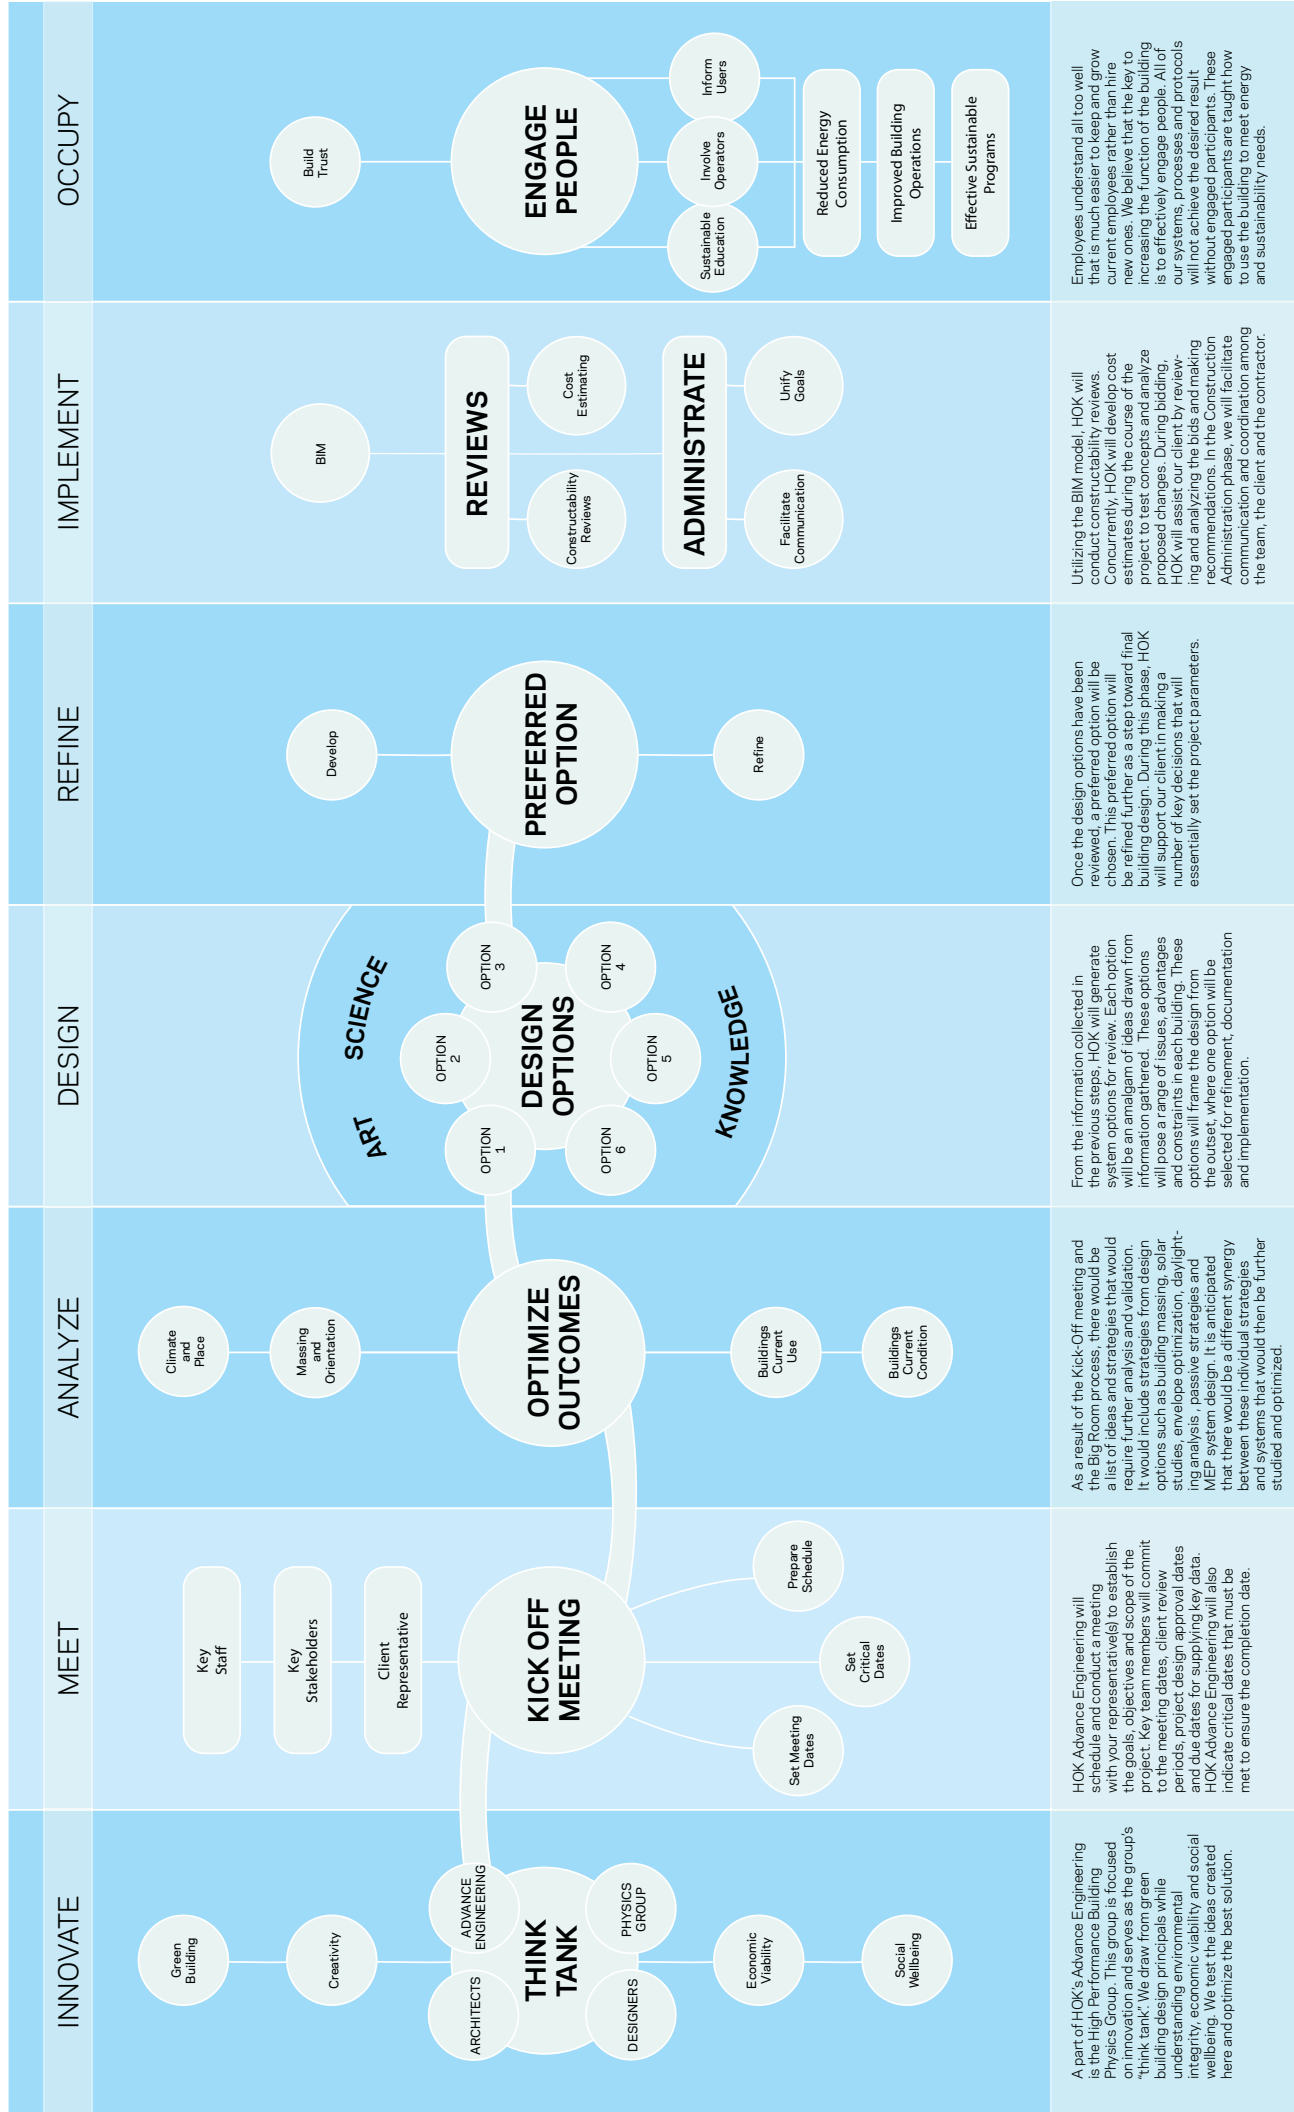 INNOVATE
Green
Building
Creativity
ARCHITECTS
ADVANCE
ENGINEERING
THINK
TANK
DESIGNERS
PHYSICS
GROUP
Economic
Viability
Social
Wellbeing
A part of HOK's Advance Engineering
is the High Performance Building
Physics Group. This group is focused
on innovation and serves as the group's
"think tank". We draw from green
building design principals while
understanding environmental
integrity, economic viability and social
wellbeing. We test the ideas created
here and optimize the best solution.
MEET
Key
Staff
Key
Stakeholders
Client
Representative
KICK OFF
MEETING
Set Meeting
Dates
Set
Critical
Dates
Prepare
Schedule
HOK Advance Engineering will
schedule and conduct a meeting
with your representative(s) to establish
the goals, objectives and scope of the
project. Key team members will commit
to the meeting dates, client review
periods, project design approval dates
and due dates for supplying key data.
HOK Advance Engineering will also
indicate critical dates that must be
met to ensure the completion date.
ANALYZE
Climate
and
Place
Massing
and
Orientation
OPTIMIZE
OUTCOMES
Buildings
Current
Use
Buildings
Current
Condition
As a result of the Kick-Off meeting and
the Big Room process, there would be
a list of ideas and strategies that would
require further analysis and validation.
It would include strategies from design
options such as building massing, solar
studies, envelope optimization, daylight-
ing analysis , passive strategies and
MEP system design. It is anticipated
that there would be a different synergy
between these individual strategies
and systems that would then be further
studied and optimized.
DESIGN
ART
SCIENCE
OPTION
1
OPTION
2
OPTION
3
DESIGN
OPTIONS
OPTION
4
OPTION
5
OPTION
6
KNOWLEDGE
From the information collected in
the previous steps, HOK will generate
system options for review. Each option
will be an amalgam of ideas drawn from
information gathered. These options
will pose a range of issues, advantages
and constraints in each building. These
options will frame the design from
the outset, where one option will be
selected for refinement, documentation
and implementation.
REFINE
Develop
PREFERRED
OPTION
Refine
Once the design options have been
reviewed, a preferred option will be
chosen. This preferred option will
be refined further as a step toward final
building design. During this phase, HOK
will support our client in making a
number of key decisions that will
essentially set the project parameters.
IMPLEMENT
BIM
REVIEWS
Constructability
Reviews
Cost
Estimating
ADMINISTRATE
Facilitate
Communication
Unify
Goals
Utilizing the BIM model, HOK will
conduct constructability reviews.
Concurrently, HOK will develop cost
estimates during the course of the
project to test concepts and analyze
proposed changes. During bidding,
HOK will assist our client by review-
ing and analyzing the bids and making
recommendations. In the Construction
Administration phase, we will facilitate
communication and coordination among
the team, the client and the contractor.
OCCUPY
Build
Trust
ENGAGE
PEOPLE
Sustainable
Education
Involve
Operators
Inform
Users
Reduced Energy
Consumption
Improved Building
Operations
Effective Sustainable
Programs
Employees understand all too well
that is much easier to keep and grow
current employees rather than hire
new ones. We believe that the key to
increasing the function of the building
is to effectively engage people. All of
our systems, processes and protocols
will not achieve the desired result
without engaged participants. These
engaged participants are taught how
to use the building to meet energy
and sustainability needs.